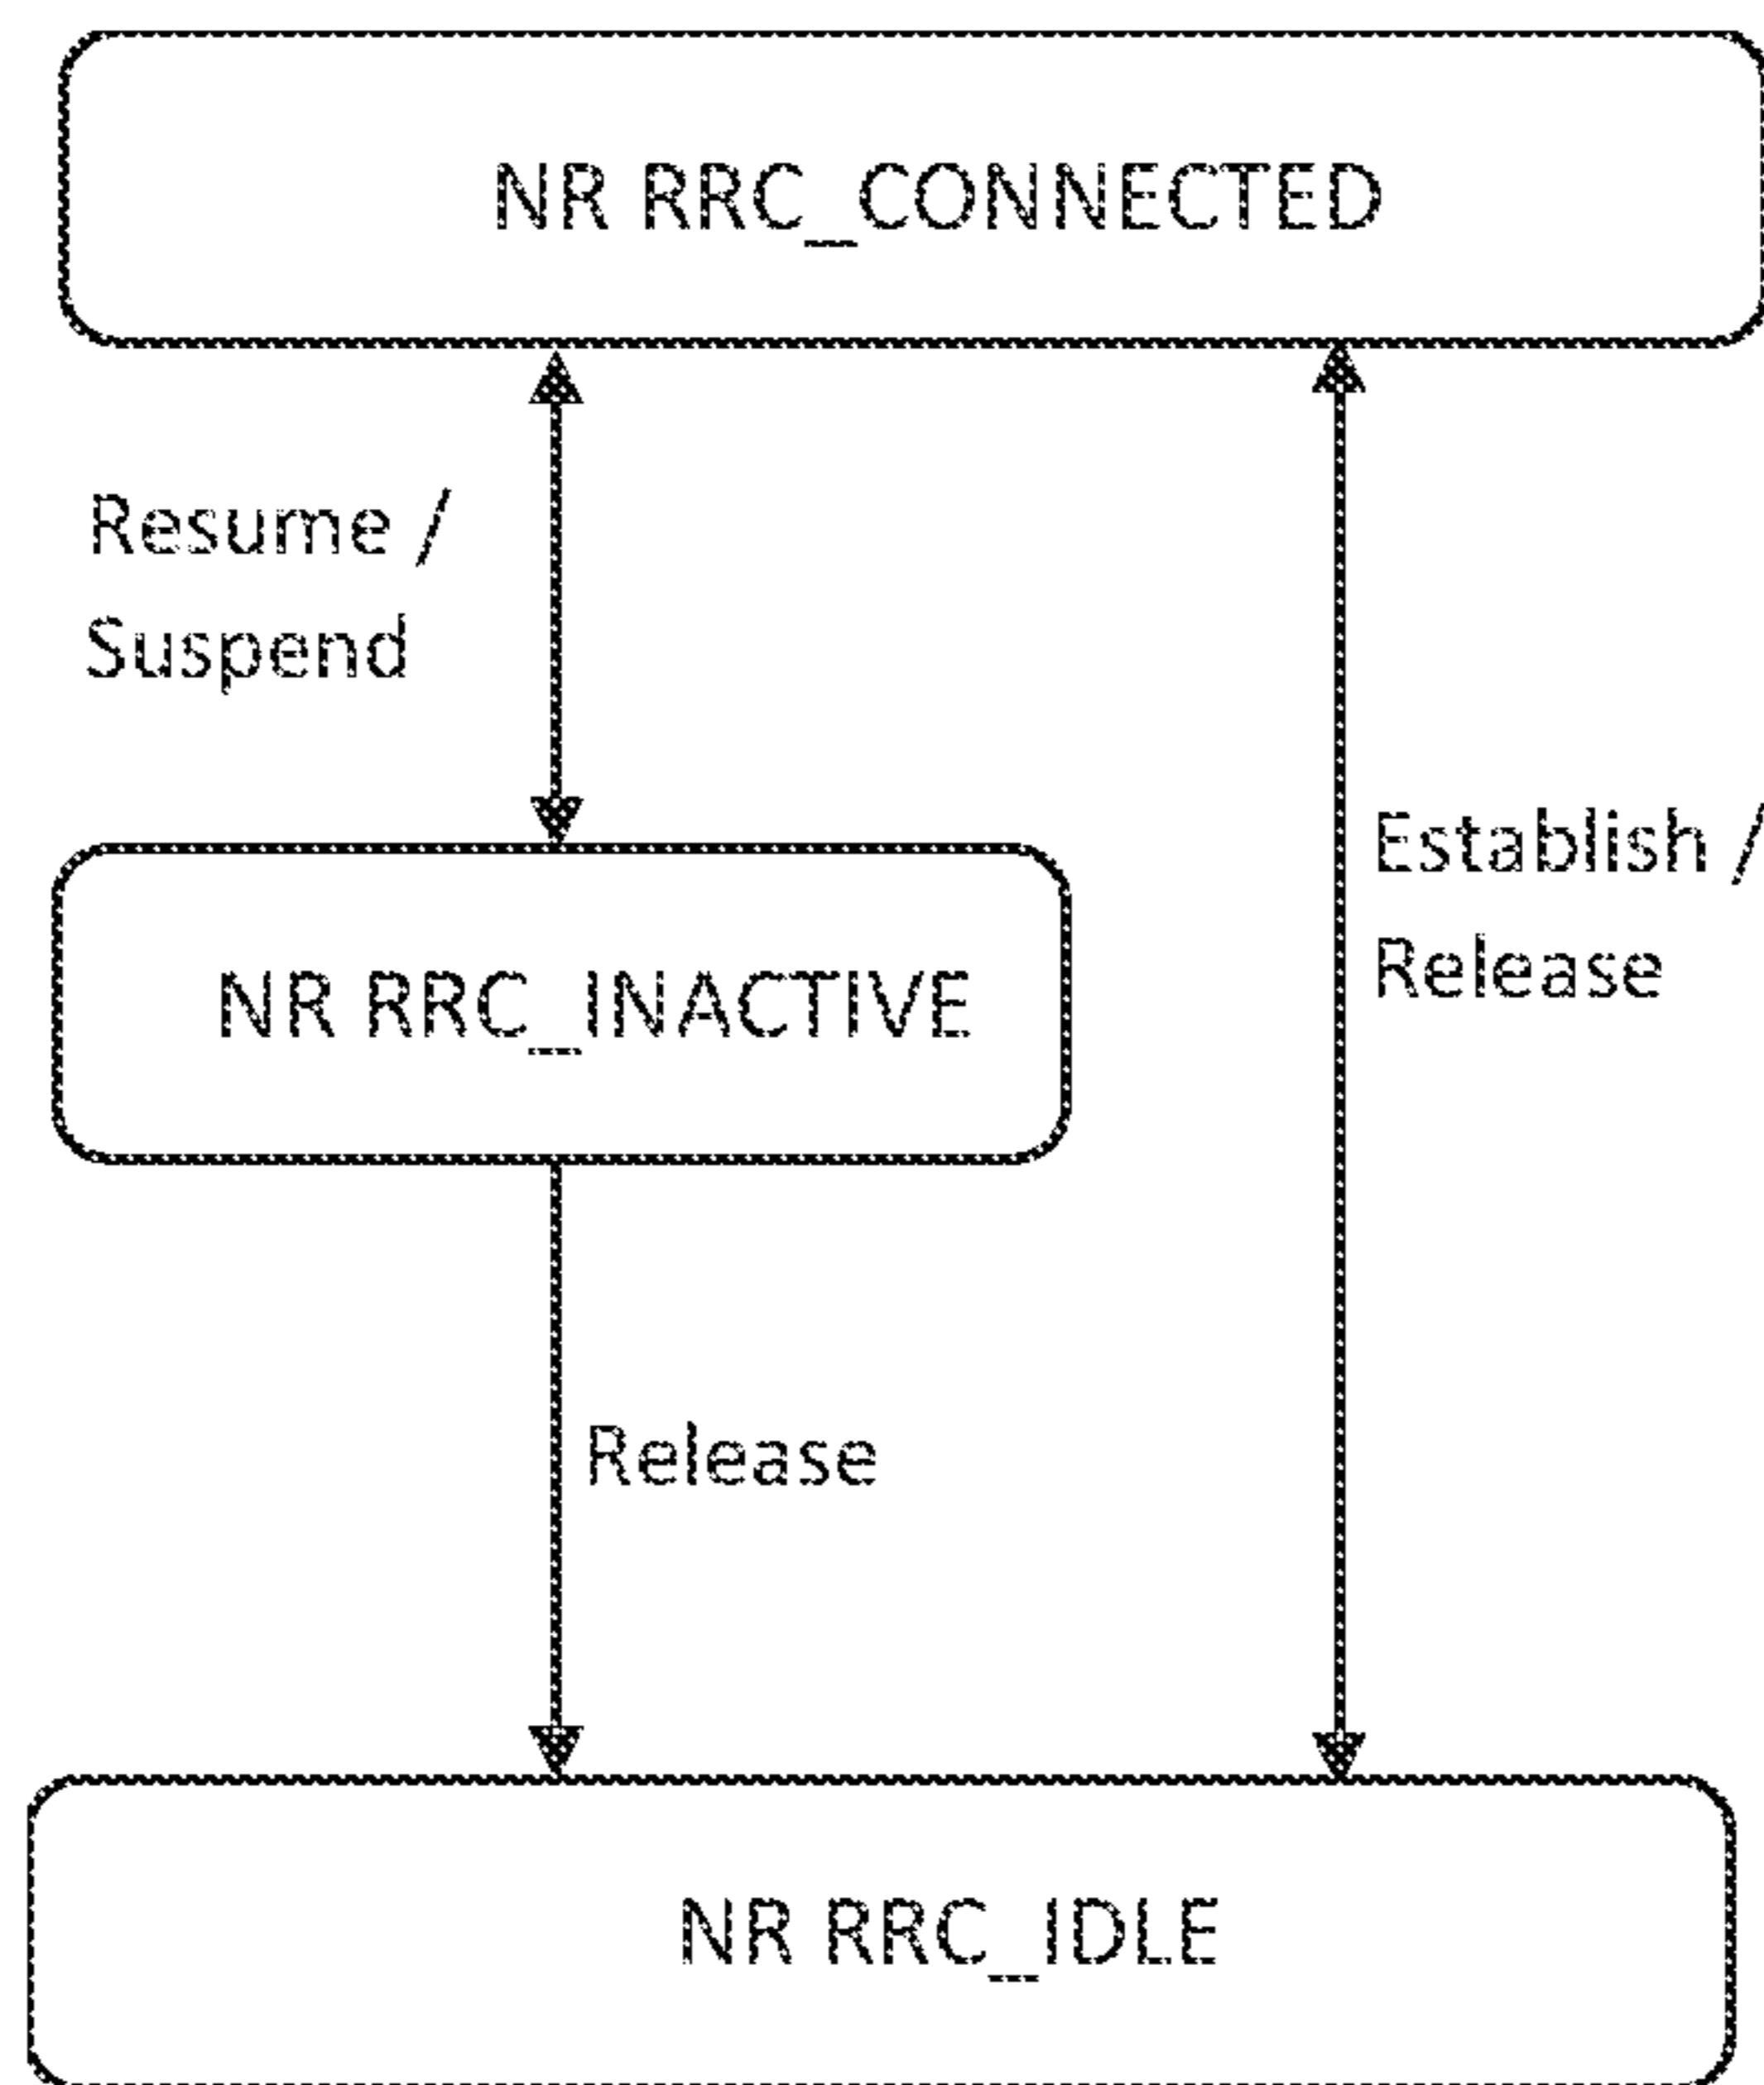 NR RRC_CONNECTED
Resume /
Suspend
Establish /
Release
NR RRC_INACTIVE
Release
NR RRC_IDLE